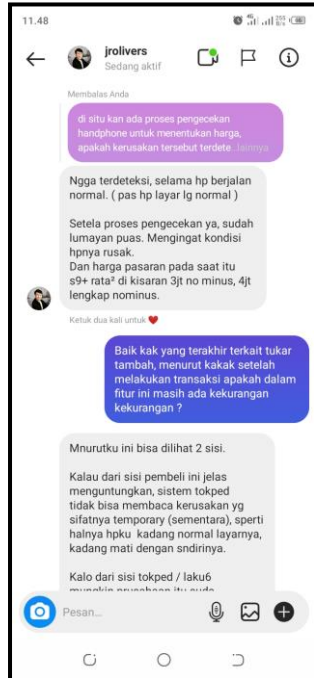 11.48
jrolivers
Sedang aktif
Membalas Anda
di situ kan ada proses pengecekan
handphone untuk menentukan harga,
apakah kerusakan tersebut terdete...lainnya
Ngga terdeteksi, selama hp berjalan
normal. ( pas hp layar lg normal )
Setela proses pengecekan ya, sudah
lumayan puas. Mengingat kondisi
hpnya rusak.
Dan harga pasaran pada saat itu
s9+ rata² di kisaran 3jt no minus, 4jt
lengkap nominus.
Ketuk dua kali untuk ❤️
Baik kak yang terakhir terkait tukar
tambah, menurut kakak setelah
melakukan transaksi apakah dalam
fitur ini masih ada kekurangan
kekurangan ?
Mnurutku ini bisa dilihat 2 sisi.
Kalau dari sisi pembeli ini jelas
menguntungkan, sistem tokped
tidak bisa membaca kerusakan yg
sifatnya temporary (sementara), sperti
halnya hpku kadang normal layarnya,
kadang mati dengan sndirinya.
Kalo dari sisi tokped / laku6
mungkin prusahaan itu suda
Pesan...